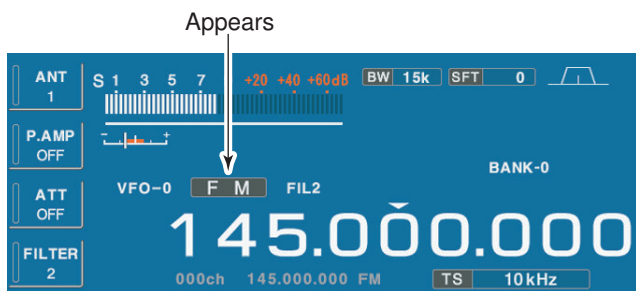 Appears
ANT
1
S 1 3 5 7 +20 +40 +60dB
BW 15k SFT 0
P.AMP
OFF
- +
BANK-0
ATT
OFF
VFO-0 F M FIL2
145.000.000
FILTER
2
000ch 145.000.000 FM TS 10kHz